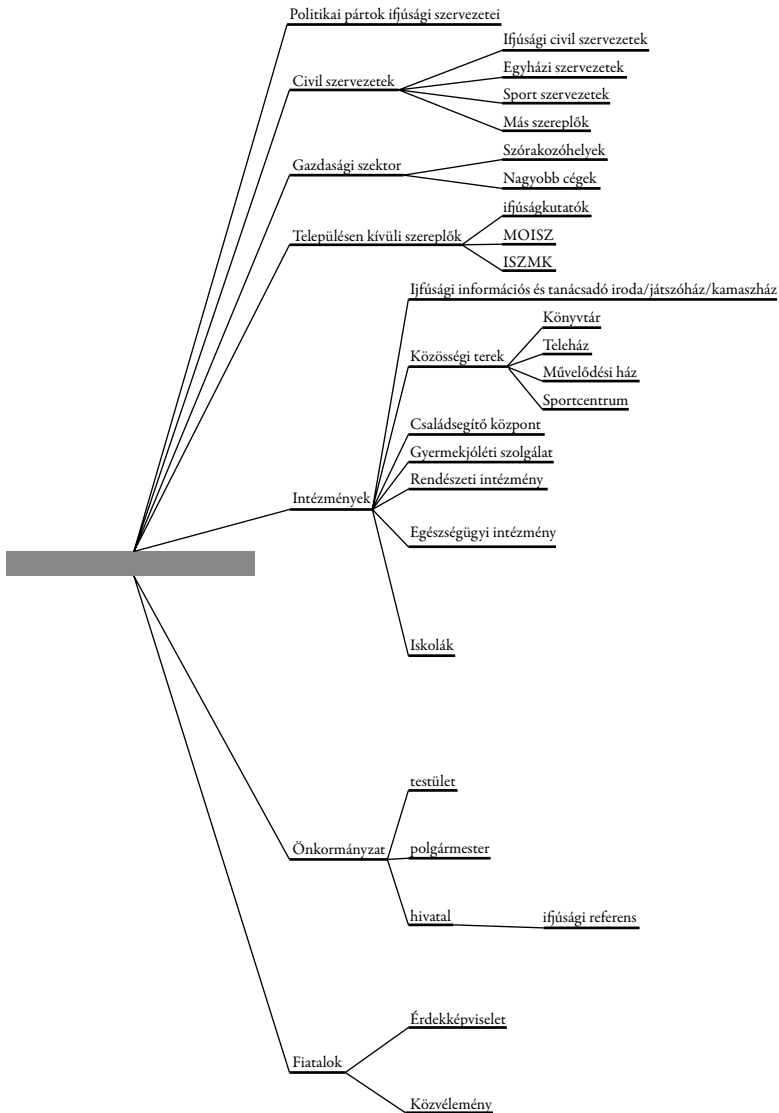 Politikai pártok ifjúsági szervezetei
Civil szervezetek
Ifjúsági civil szervezetek
Egyházi szervezetek
Sport szervezetek
Más szereplők
Gazdasági szektor
Szórakozóhelyek
Nagyobb cégek
Településen kívüli szereplők
ifjúságkutatók
MOISZ
ISZMK
Intézmények
Ijfúsági információs és tanácsadó iroda/játszóház/kamaszház
Közösségi terek
Könyvtár
Teleház
Művelődési ház
Sportcentrum
Családsegítő központ
Gyermekjóléti szolgálat
Rendészeti intézmény
Egészségügyi intézmény
Iskolák
Önkormányzat
testület
polgármester
hivatal
ifjúsági referens
Fiatalok
Érdekképviselet
Közvélemény